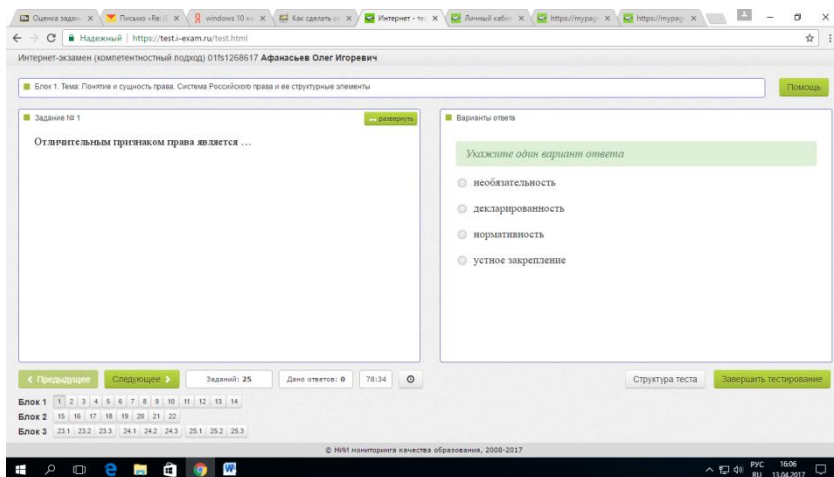 Оценка задан
Письмо «Re: 
windows 10 ка
Как сделать с
Интернет - те
Личный кабин
https://mypag
https://mypag
Надежный | https://test.i-exam.ru/test.html
Интернет-экзамен (компетентностный подход) 01fs1268617 Афанасьев Олег Игоревич
Блок 1. Тема: Понятие и сущность права. Система Российского права и ее структурные элементы
Помощь
Задание № 1
развернуть
Отличительным признаком права является …
Варианты ответа
Укажите один вариант ответа
необязательность
декларированность
нормативность
устное закрепление
< Предыдущее
Следующее >
Заданий: 25
Дано ответов: 0
78:34
Структура теста
Завершить тестирование
Блок 1 1 2 3 4 5 6 7 8 9 10 11 12 13 14
Блок 2 15 16 17 18 19 20 21 22
Блок 3 23.1 23.2 23.3 24.1 24.2 24.3 25.1 25.2 25.3
© НИИ мониторинга качества образования, 2008-2017
РУС 16:06
RU 13.04.2017